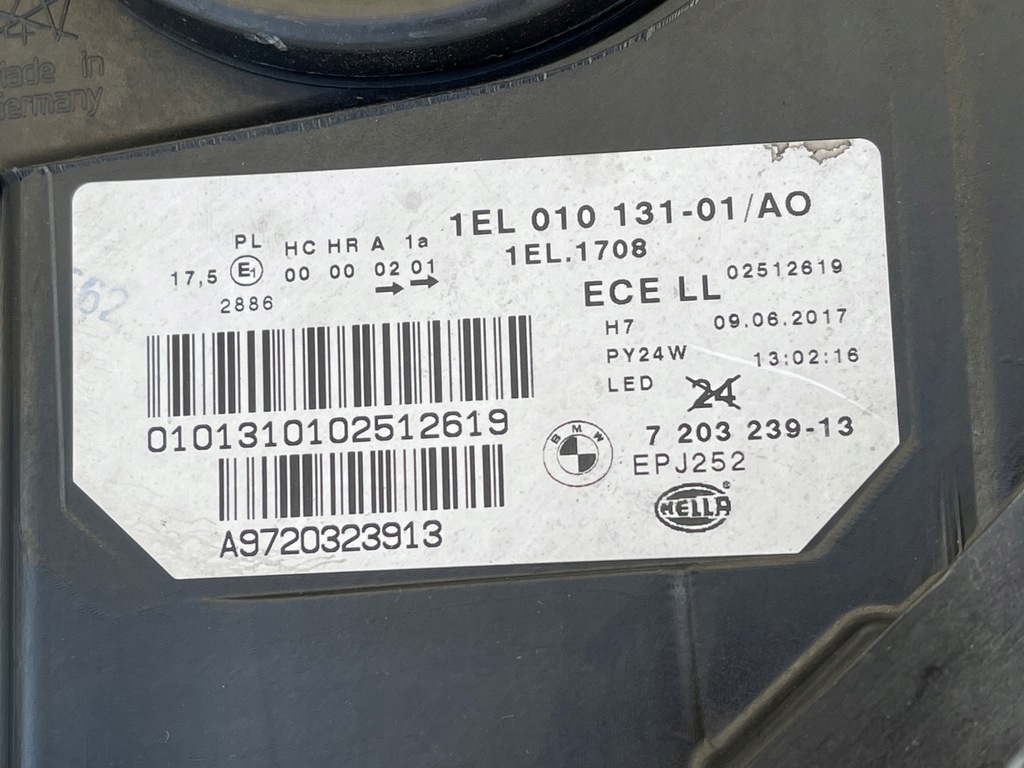 Made in
Germany
1EL 010 131-01/AO
1EL.1708
PL HC HR A 1a
17,5 E1 00 00 02 01
2886
ECE LL 02512619
H7 09.06.2017
PY24W 13:02:16
LED 24
0101310102512619
BMW 7 203 239-13
EPJ252
HELLA ®
A9720323913